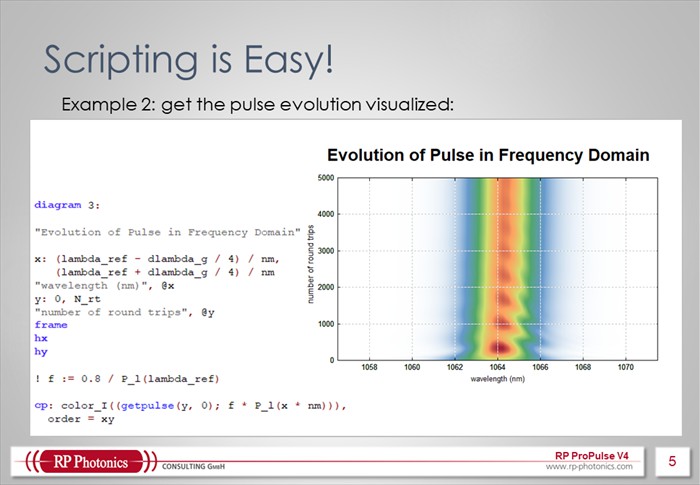 Scripting is Easy!
Example 2: get the pulse evolution visualized:
diagram 3:
"Evolution of Pulse in Frequency Domain"
x: (lambda_ref - dlambda_g / 4) / nm,
(lambda_ref + dlambda_g / 4) / nm
"wavelength (nm)", @x
y: 0, N_rt
"number of round trips", @y
frame
hx
hy
! f := 0.8 / P_l(lambda_ref)
cp: color_I((getpulse(y, 0); f * P_l(x * nm))),
order = xy
Evolution of Pulse in Frequency Domain
number of round trips
5000
4000
3000
2000
1000
0
1058 1060 1062 1064 1066 1068 1070
wavelength (nm)
RP Photonics CONSULTING GmbH
RP ProPulse V4
www.rp-photonics.com
5